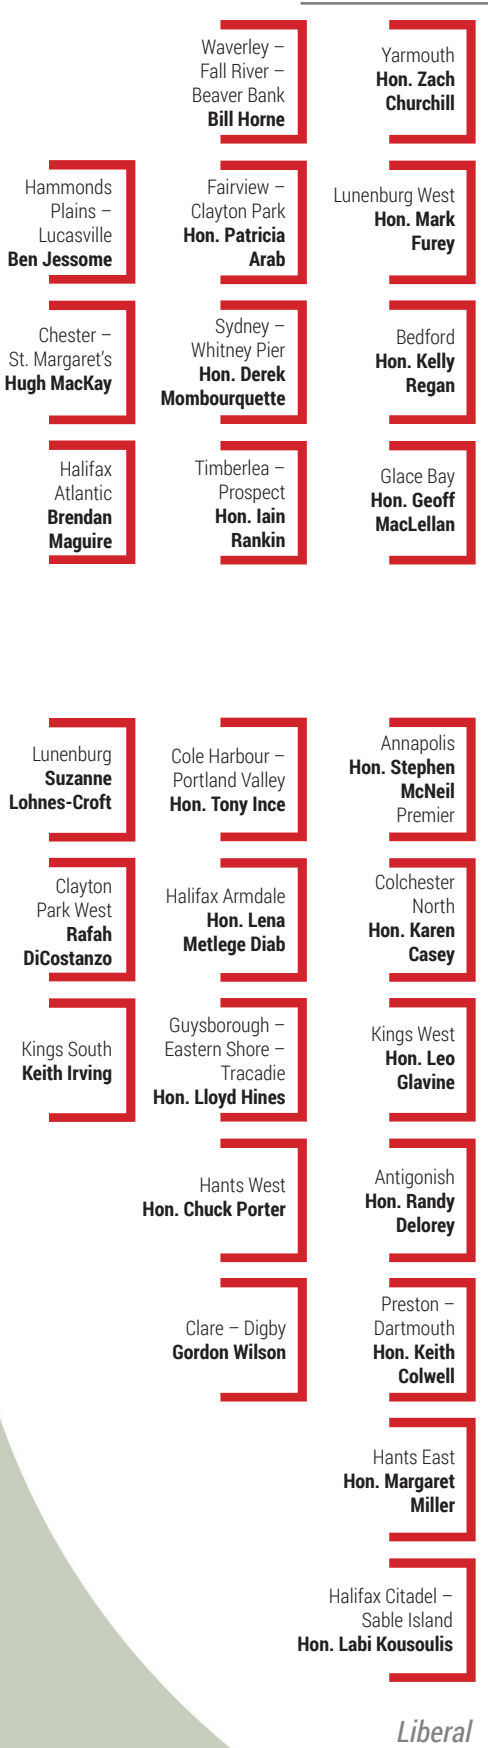 Waverley –
Fall River –
Beaver Bank
Bill Horne
Yarmouth
Hon. Zach
Churchill
Hammonds
Plains –
Lucasville
Ben Jessome
Fairview –
Clayton Park
Hon. Patricia
Arab
Lunenburg West
Hon. Mark
Furey
Chester –
St. Margaret's
Hugh MacKay
Sydney –
Whitney Pier
Hon. Derek
Mombourquette
Bedford
Hon. Kelly
Regan
Halifax
Atlantic
Brendan
Maguire
Timberlea –
Prospect
Hon. Iain
Rankin
Glace Bay
Hon. Geoff
MacLellan
Lunenburg
Suzanne
Lohnes-Croft
Cole Harbour –
Portland Valley
Hon. Tony Ince
Annapolis
Hon. Stephen
McNeil
Premier
Clayton
Park West
Rafah
DiCostanzo
Halifax Armdale
Hon. Lena
Metlege Diab
Colchester
North
Hon. Karen
Casey
Kings South
Keith Irving
Guysborough –
Eastern Shore –
Tracadie
Hon. Lloyd Hines
Kings West
Hon. Leo
Glavine
Hants West
Hon. Chuck Porter
Antigonish
Hon. Randy
Delorey
Clare – Digby
Gordon Wilson
Preston –
Dartmouth
Hon. Keith
Colwell
Hants East
Hon. Margaret
Miller
Halifax Citadel –
Sable Island
Hon. Labi Kousoulis
Liberal